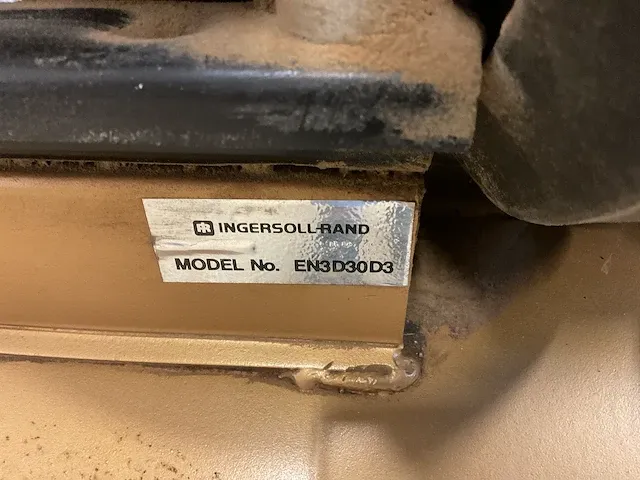 IR INGERSOLL-RAND
MODEL No. EN3D30D3